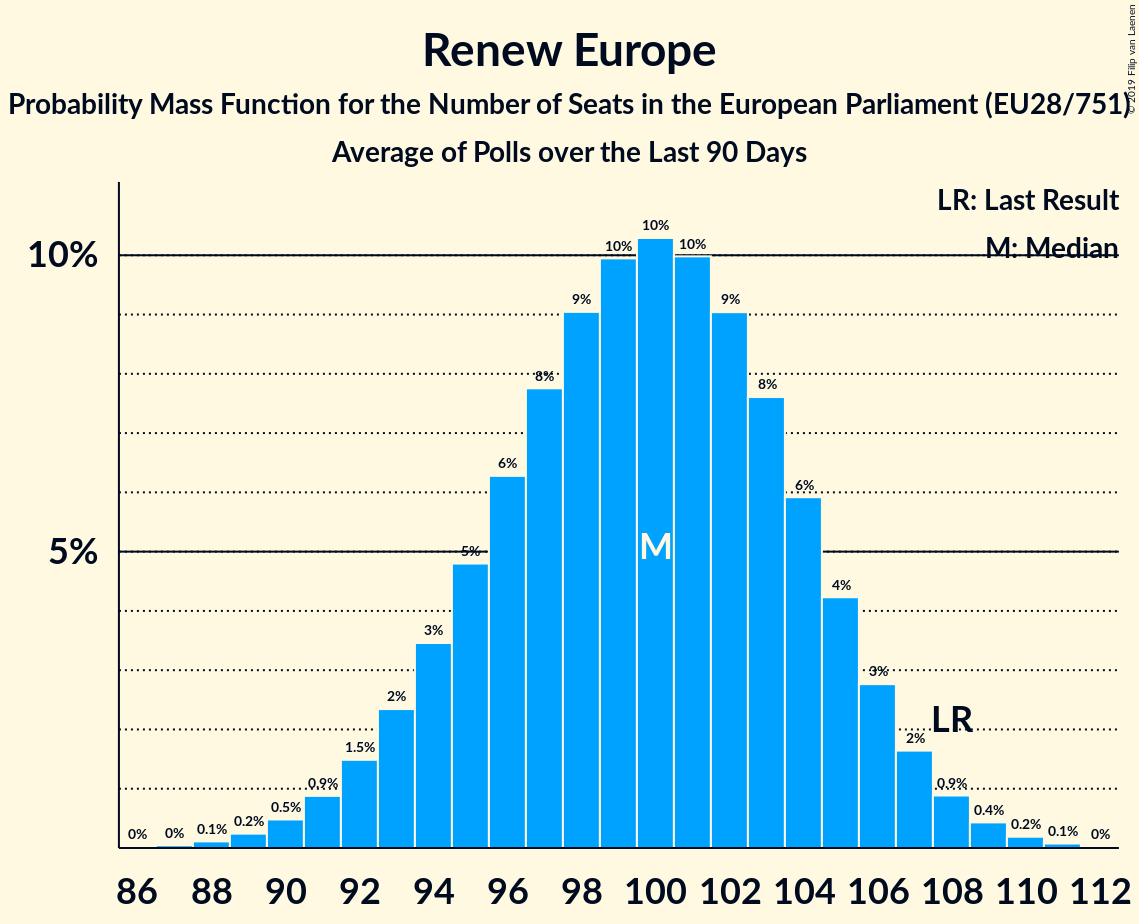 Renew Europe
Probability Mass Function for the Number of Seats in the European Parliament (EU28/751)
Average of Polls over the Last 90 Days
© 2019 Filip van Laenen
LR: Last Result
M: Median
10%
5%
0% 0% 0.1% 0.2% 0.5% 0.9% 1.5% 2% 3% 5% 6% 8% 9% 10% 10% 10% 9% 8% 6% 4% 3% 2% 0.9% 0.4% 0.2% 0.1% 0%
M
LR
86 88 90 92 94 96 98 100 102 104 106 108 110 112